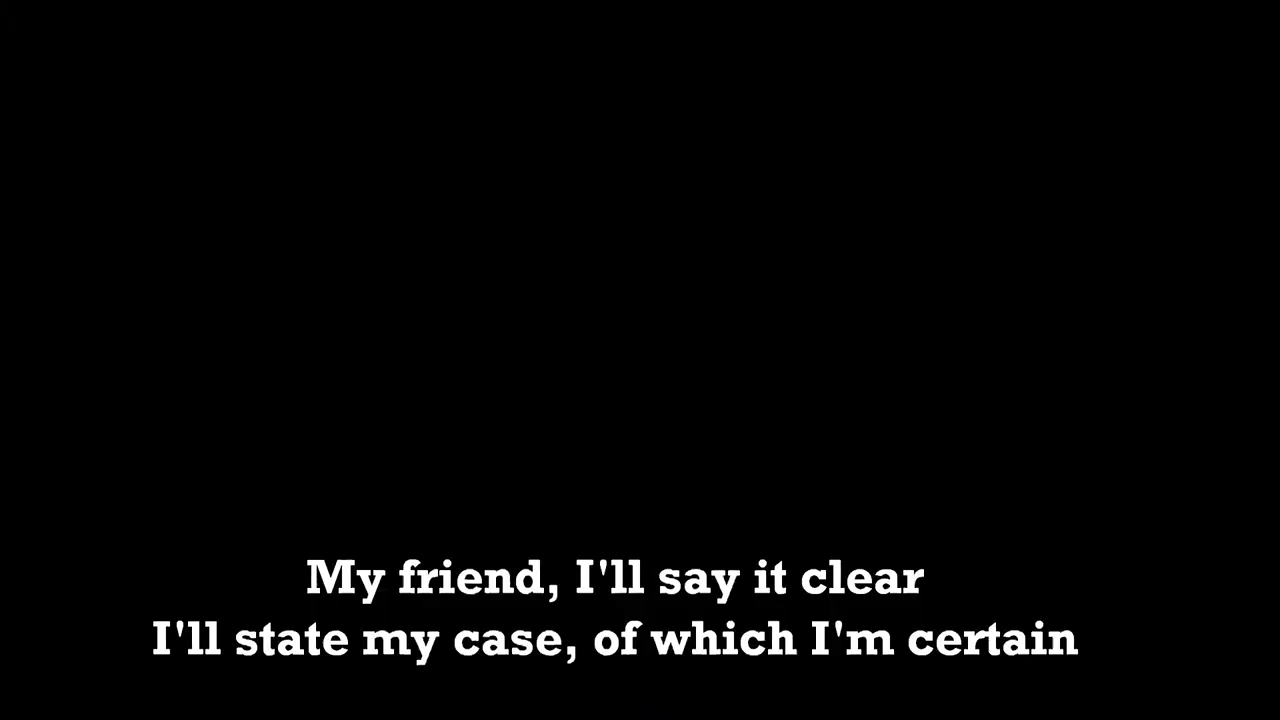 My friend, I'll say it clear
I'll state my case, of which I'm certain